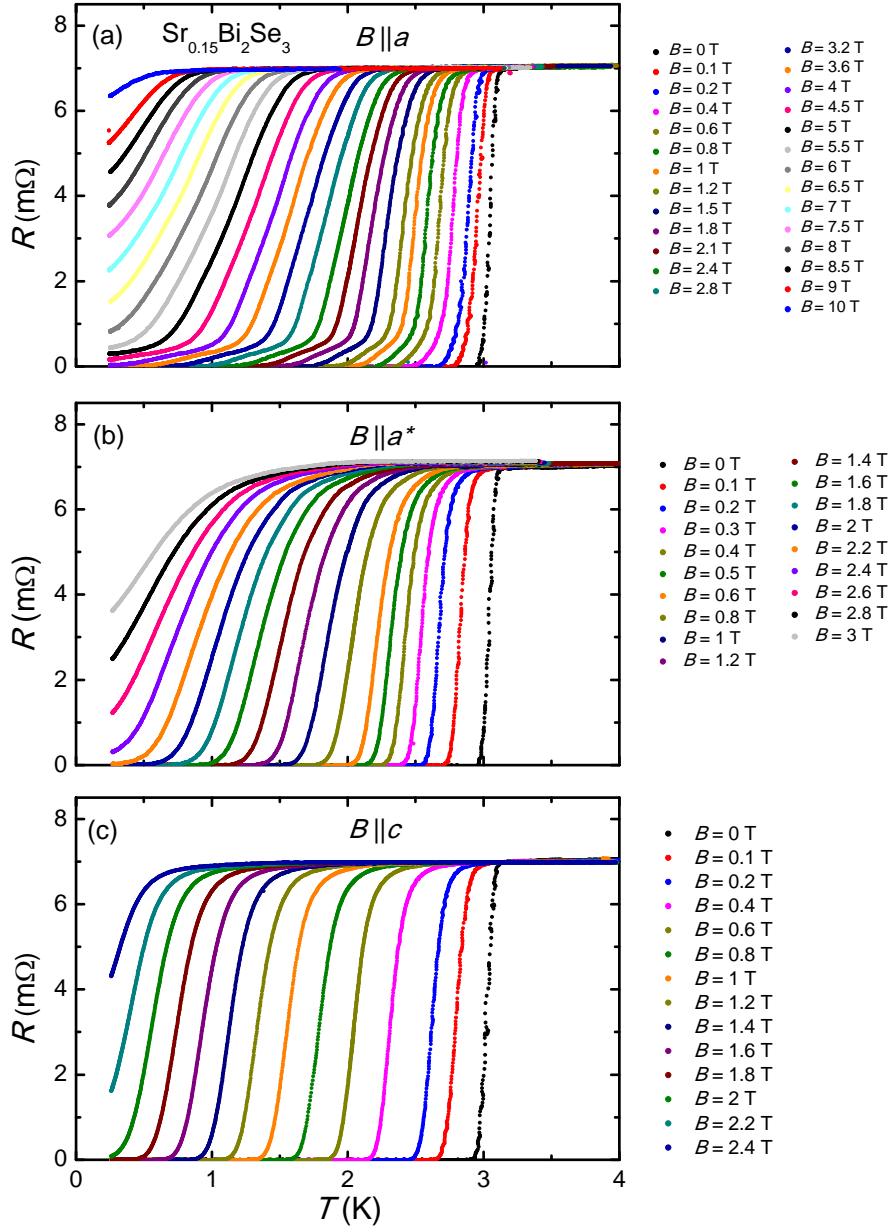 (a) Sr0.15Bi2Se3 B||a
8
6
4
2
0
R (mΩ)
B = 0 T
B = 0.1 T
B = 0.2 T
B = 0.4 T
B = 0.6 T
B = 0.8 T
B = 1 T
B = 1.2 T
B = 1.5 T
B = 1.8 T
B = 2.1 T
B = 2.4 T
B = 2.8 T
B = 3.2 T
B = 3.6 T
B = 4 T
B = 4.5 T
B = 5 T
B = 5.5 T
B = 6 T
B = 6.5 T
B = 7 T
B = 7.5 T
B = 8 T
B = 8.5 T
B = 9 T
B = 10 T
(b) B||a*
8
6
4
2
0
R (mΩ)
B = 0 T
B = 0.1 T
B = 0.2 T
B = 0.3 T
B = 0.4 T
B = 0.5 T
B = 0.6 T
B = 0.8 T
B = 1 T
B = 1.2 T
B = 1.4 T
B = 1.6 T
B = 1.8 T
B = 2 T
B = 2.2 T
B = 2.4 T
B = 2.6 T
B = 2.8 T
B = 3 T
(c) B||c
8
6
4
2
0
R (mΩ)
B = 0 T
B = 0.1 T
B = 0.2 T
B = 0.4 T
B = 0.6 T
B = 0.8 T
B = 1 T
B = 1.2 T
B = 1.4 T
B = 1.6 T
B = 1.8 T
B = 2 T
B = 2.2 T
B = 2.4 T
0 1 2 3 4
T (K)